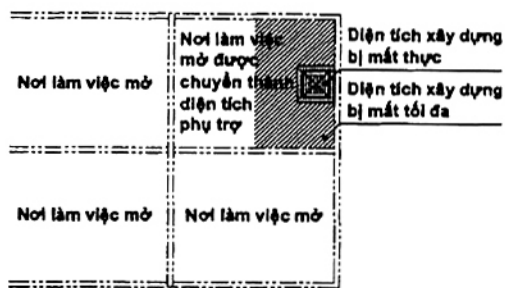 Nơi làm việc mở
Nơi làm việc
mở được
chuyển thành
diện tích
phụ trợ
Diện tích xây dựng
bị mất thực
Diện tích xây dựng
bị mất tối đa
Nơi làm việc mở
Nơi làm việc mở